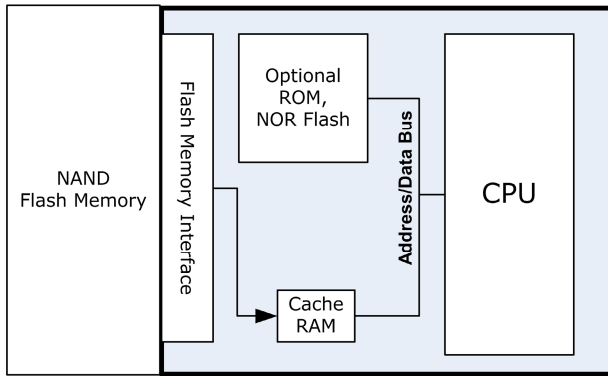 NAND
Flash Memory
Flash Memory Interface
Optional
ROM,
NOR Flash
Cache
RAM
Address/Data Bus
CPU